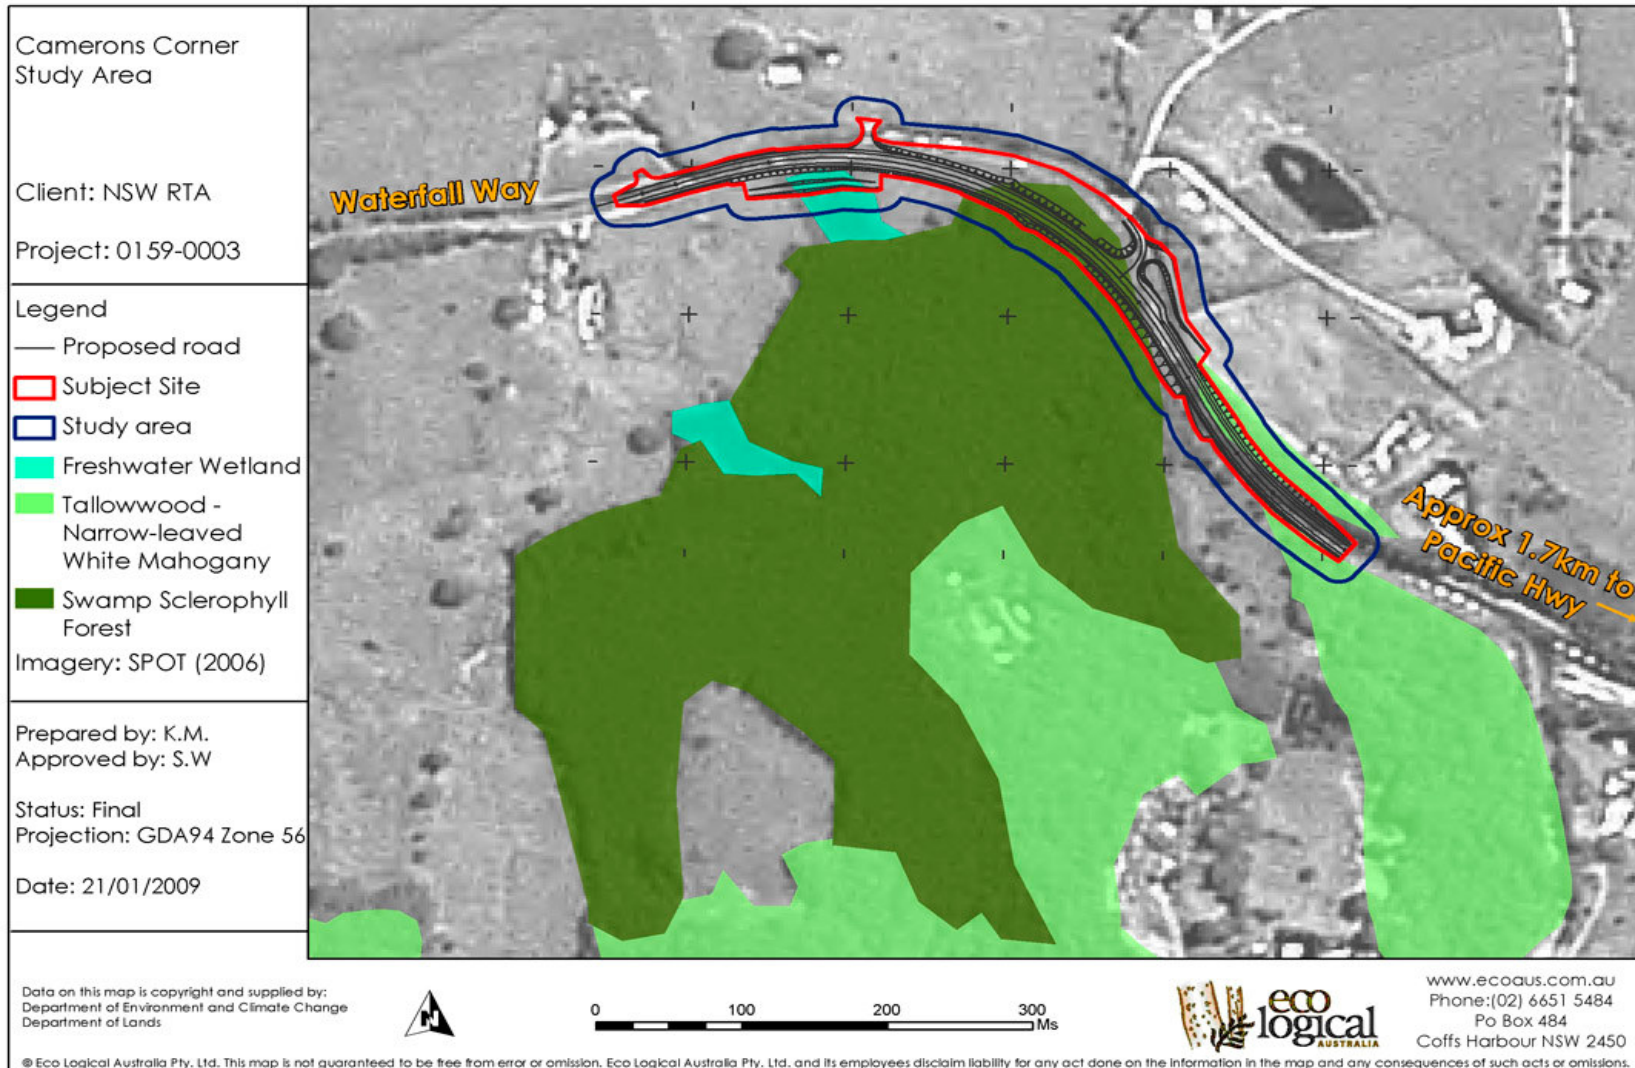 Camerons Corner
Study Area
Client: NSW RTA
Project: 0159-0003
Legend
Proposed road
Subject Site
Study area
Freshwater Wetland
Tallowwood -
Narrow-leaved
White Mahogany
Swamp Sclerophyll
Forest
Imagery: SPOT (2006)
Prepared by: K.M.
Approved by: S.W
Status: Final
Projection: GDA94 Zone 56
Date: 21/01/2009
Waterfall Way
Approx 1.7km to
Pacific Hwy
Data on this map is copyright and supplied by:
Department of Environment and Climate Change
Department of Lands
N
0 100 200 300
Ms
eco
logical
AUSTRALIA
www.ecoaus.com.au
Phone:(02) 6651 5484
Po Box 484
Coffs Harbour NSW 2450
© Eco Logical Australia Pty. Ltd. This map is not guaranteed to be free from error or omission. Eco Logical Australia Pty. Ltd. and its employees disclaim liability for any act done on the information in the map and any consequences of such acts or omissions.